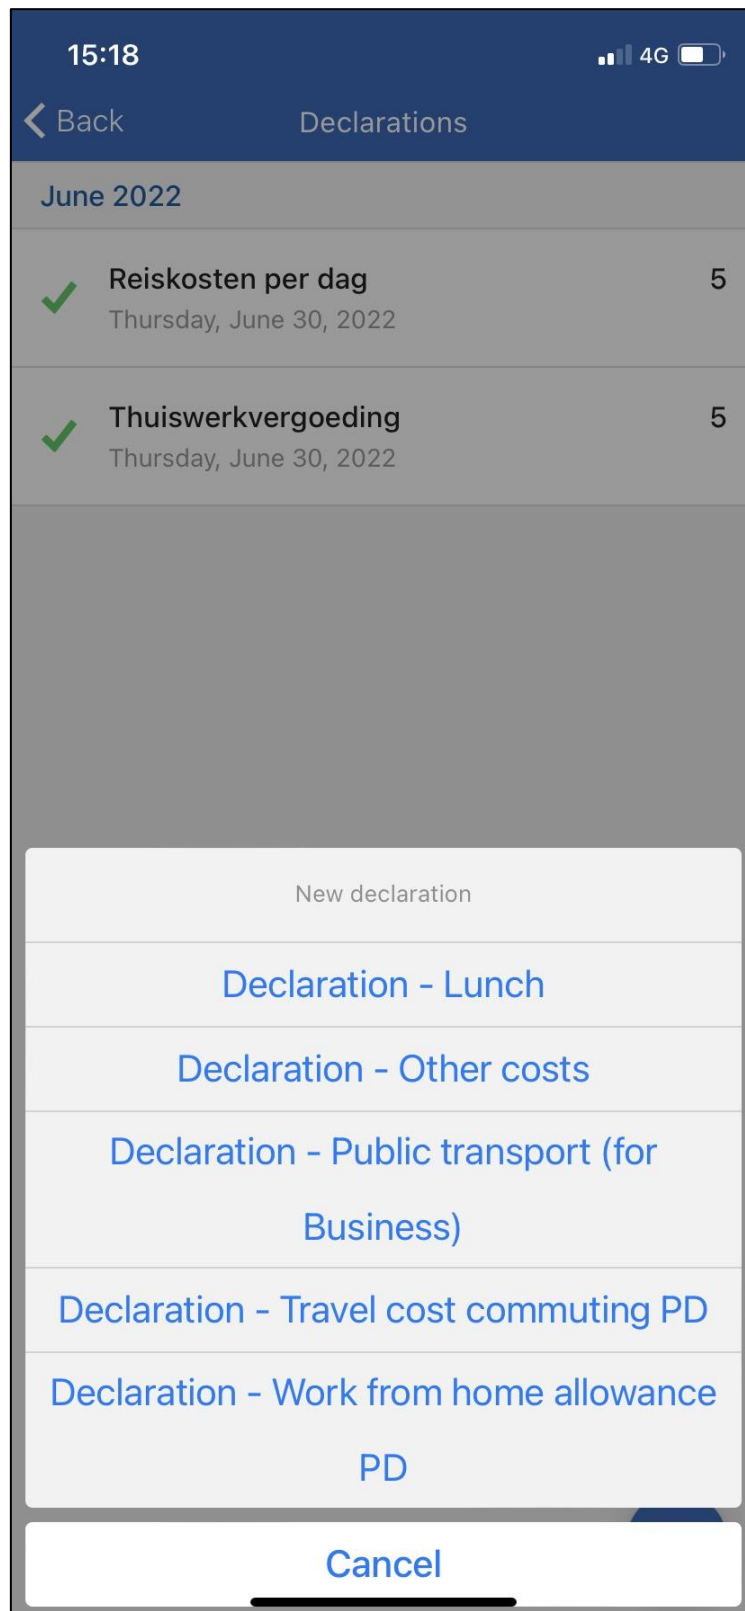 15:18
4G
Back
Declarations
June 2022
Reiskosten per dag
5
Thursday, June 30, 2022
Thuiswerkvergoeding
5
Thursday, June 30, 2022
New declaration
Declaration - Lunch
Declaration - Other costs
Declaration - Public transport (for
Business)
Declaration - Travel cost commuting PD
Declaration - Work from home allowance
PD
Cancel